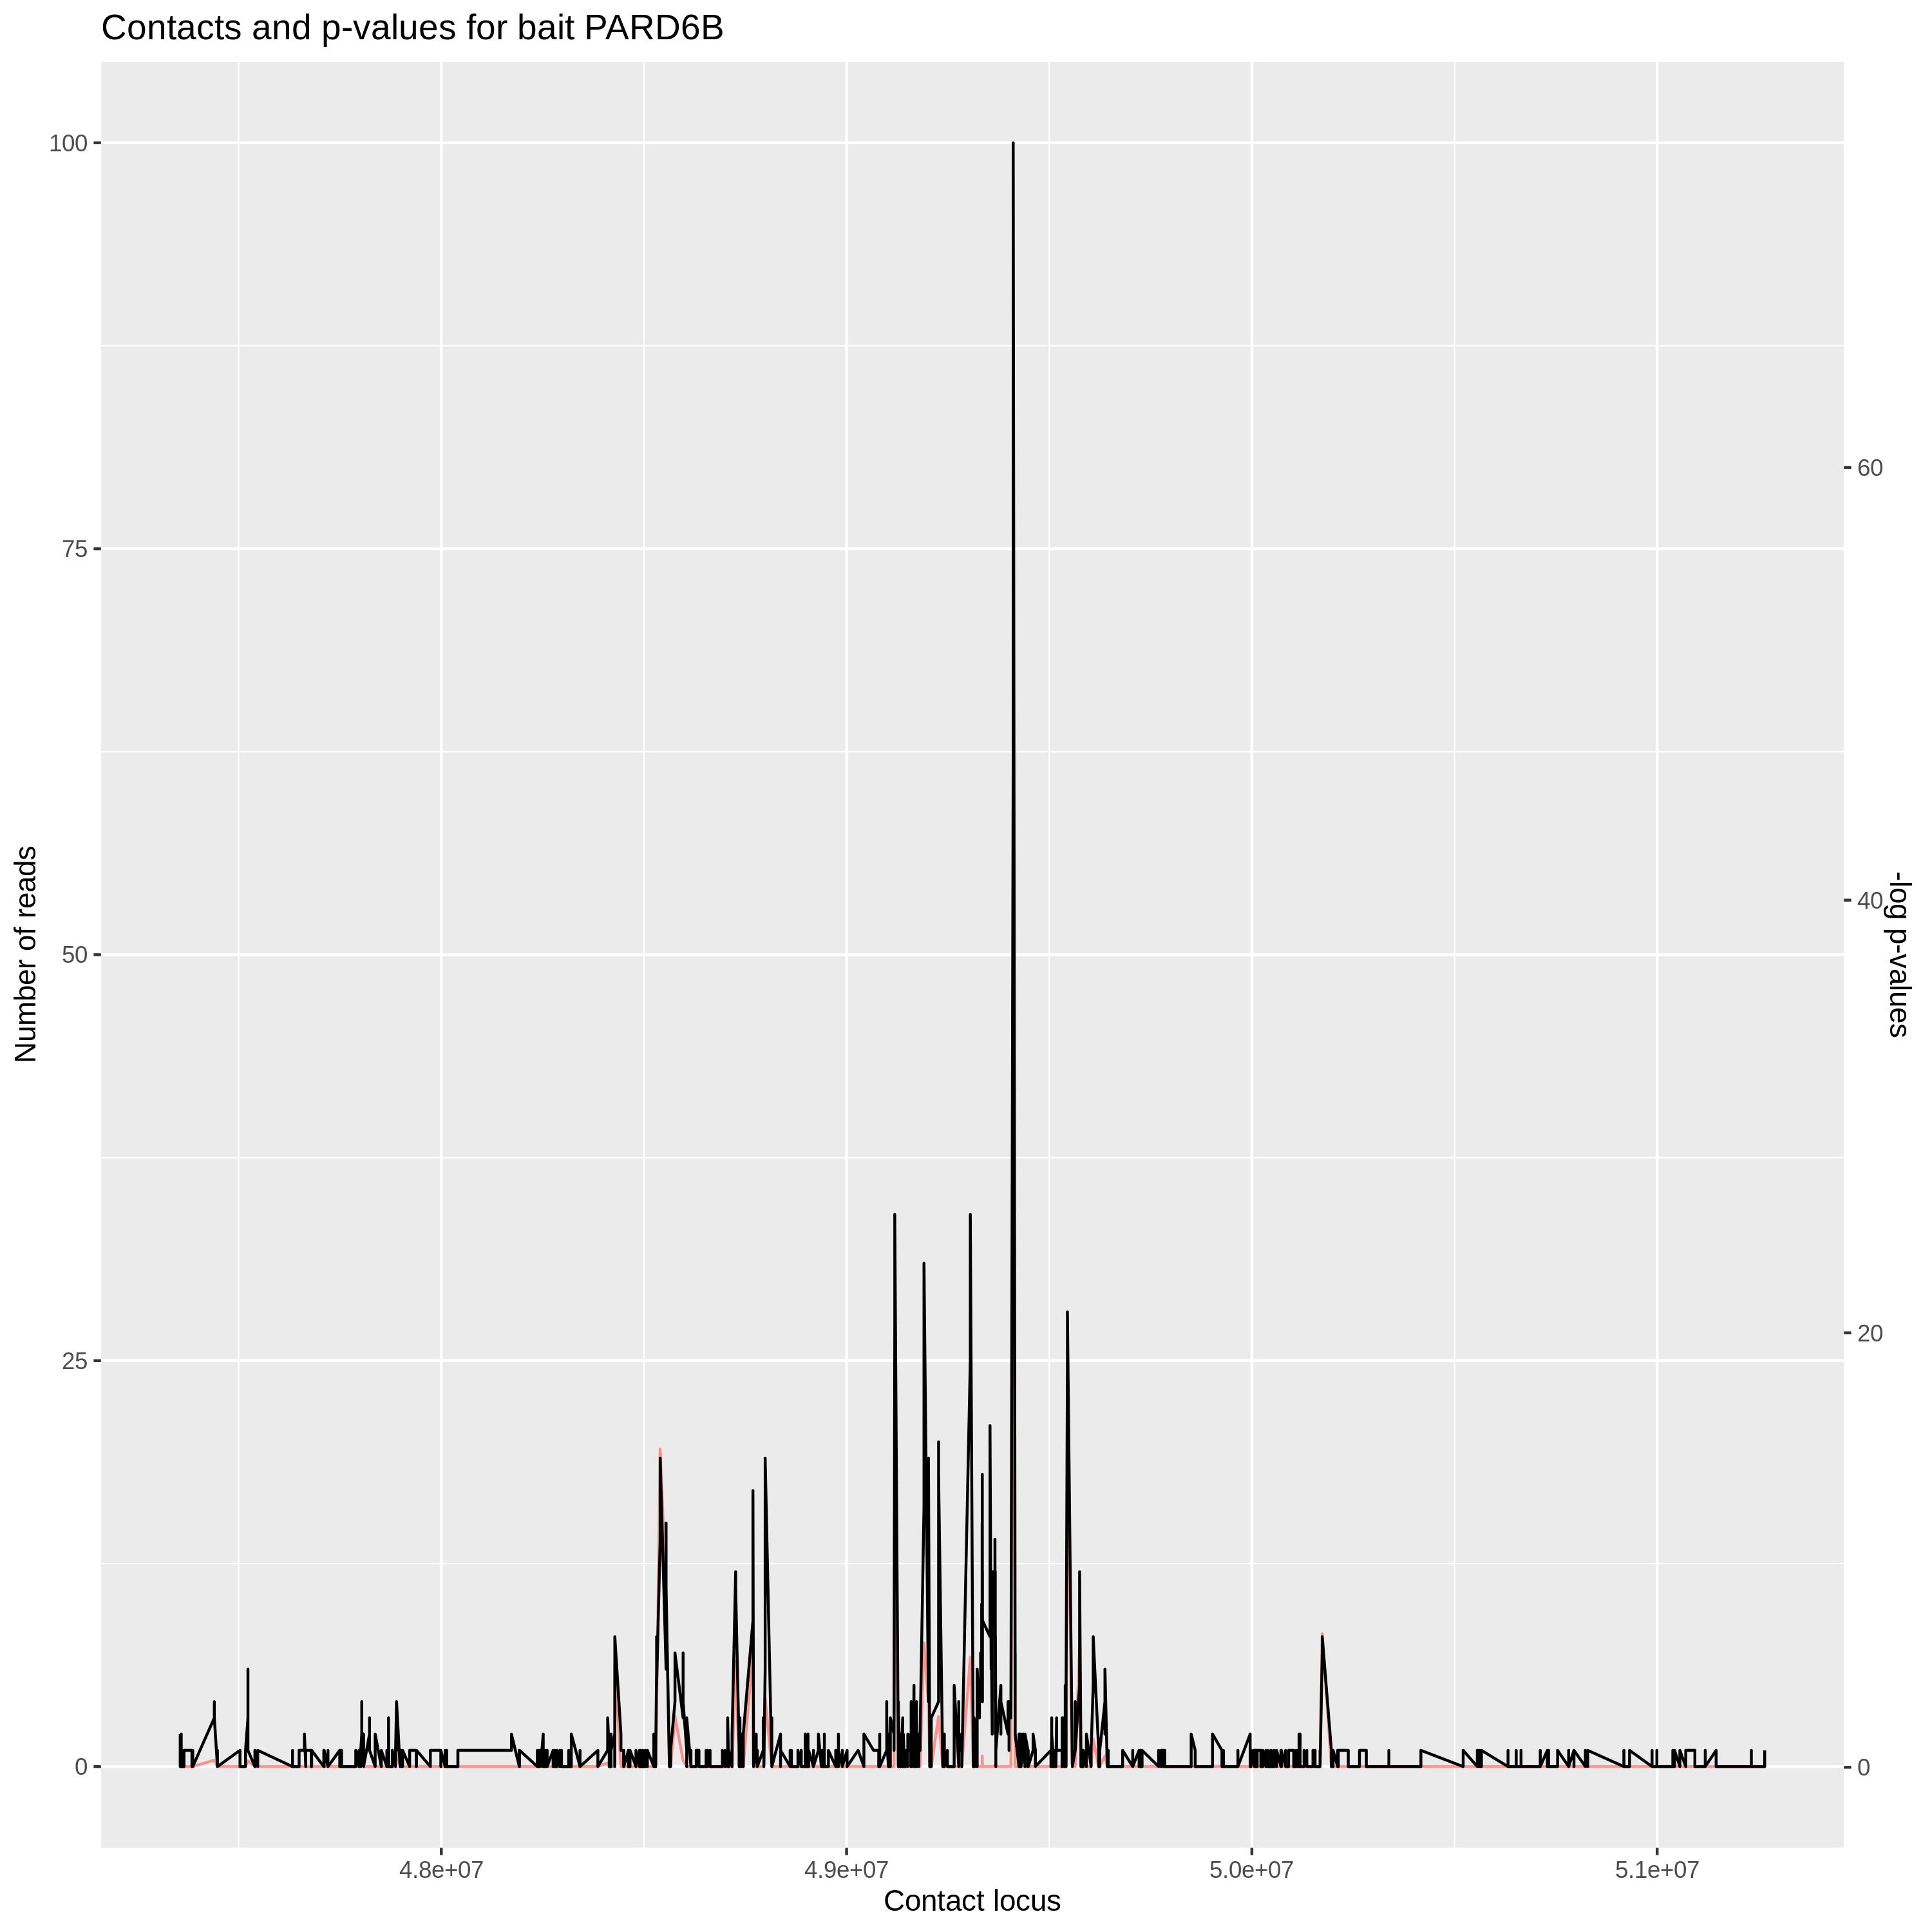 Contacts and p-values for bait PARD6B
100
75
50
25
0
Number of reads
60
40
20
0
-log p-values
4.8e+07
4.9e+07
5.0e+07
5.1e+07
Contact locus